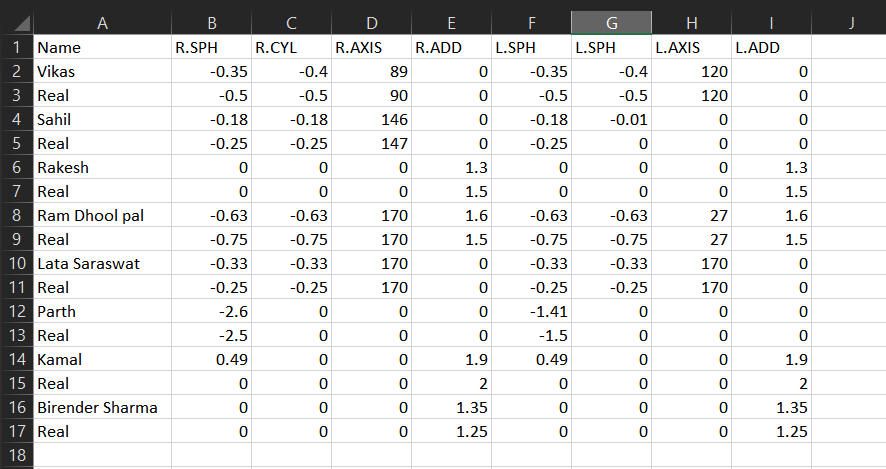 A B C D E F G H I J
1 Name R.SPH R.CYL R.AXIS R.ADD L.SPH L.SPH L.AXIS L.ADD
2 Vikas -0.35 -0.4 89 0 -0.35 -0.4 120 0
3 Real -0.5 -0.5 90 0 -0.5 -0.5 120 0
4 Sahil -0.18 -0.18 146 0 -0.18 -0.01 0 0
5 Real -0.25 -0.25 147 0 -0.25 0 0 0
6 Rakesh 0 0 0 1.3 0 0 0 1.3
7 Real 0 0 0 1.5 0 0 0 1.5
8 Ram Dhool pal -0.63 -0.63 170 1.6 -0.63 -0.63 27 1.6
9 Real -0.75 -0.75 170 1.5 -0.75 -0.75 27 1.5
10 Lata Saraswat -0.33 -0.33 170 0 -0.33 -0.33 170 0
11 Real -0.25 -0.25 170 0 -0.25 -0.25 170 0
12 Parth -2.6 0 0 0 -1.41 0 0 0
13 Real -2.5 0 0 0 -1.5 0 0 0
14 Kamal 0.49 0 0 1.9 0.49 0 0 1.9
15 Real 0 0 0 2 0 0 0 2
16 Birender Sharma 0 0 0 1.35 0 0 0 1.35
17 Real 0 0 0 1.25 0 0 0 1.25
18